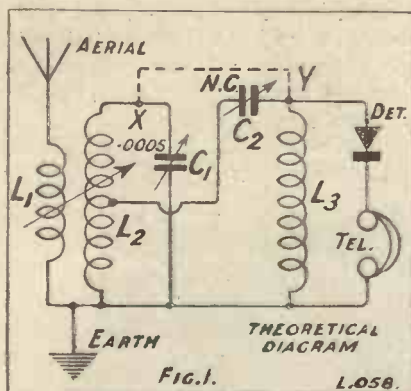 AERIAL
N.C.
Y
X
.0005
C1
C2
DET.
L1
L2
L3
TEL.
EARTH
THEORETICAL
DIAGRAM
FIG.1.
L.058.